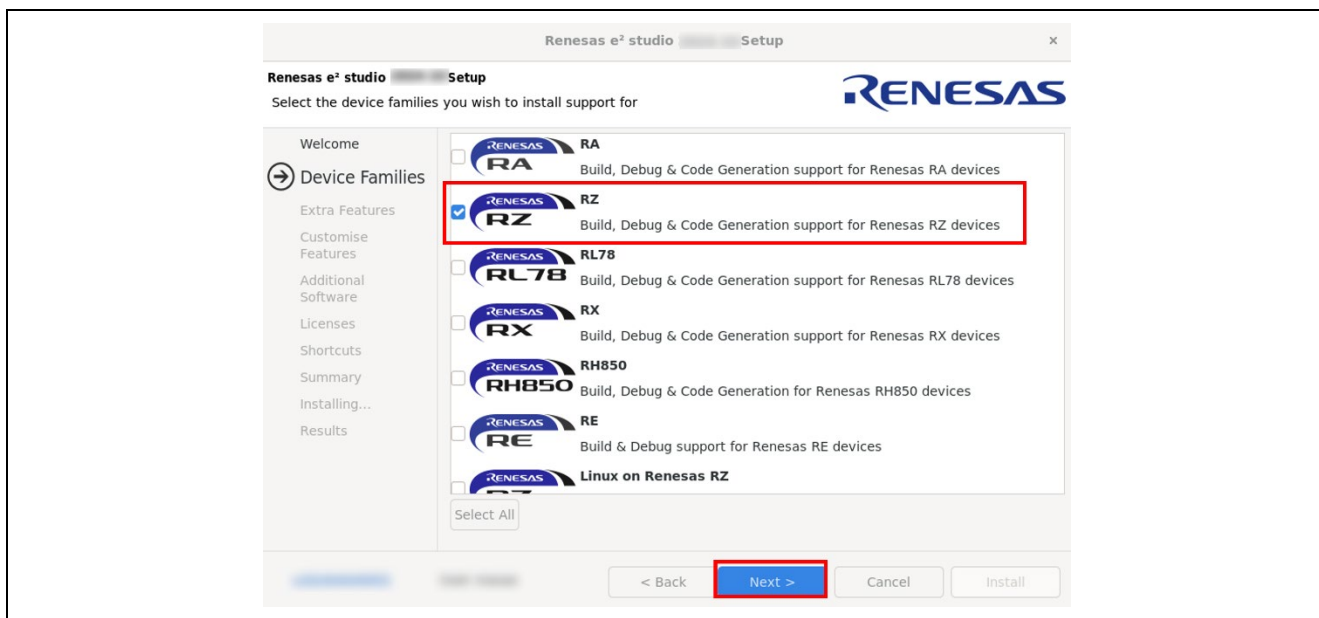 Renesas e² studio Setup
×
Renesas e² studio Setup
Select the device families you wish to install support for
RENESAS
Welcome
Device Families
Extra Features
Customise
Features
Additional
Software
Licenses
Shortcuts
Summary
Installing...
Results
RENESAS
RA
RA
Build, Debug & Code Generation support for Renesas RA devices
RENESAS
RZ
RZ
Build, Debug & Code Generation support for Renesas RZ devices
RENESAS
RL78
RL78
Build, Debug & Code Generation support for Renesas RL78 devices
RENESAS
RX
RX
Build, Debug & Code Generation support for Renesas RX devices
RENESAS
RH850
RH850
Build, Debug & Code Generation for Renesas RH850 devices
RENESAS
RE
RE
Build & Debug support for Renesas RE devices
RENESAS
Linux on Renesas RZ
Select All
< Back
Next >
Cancel
Install